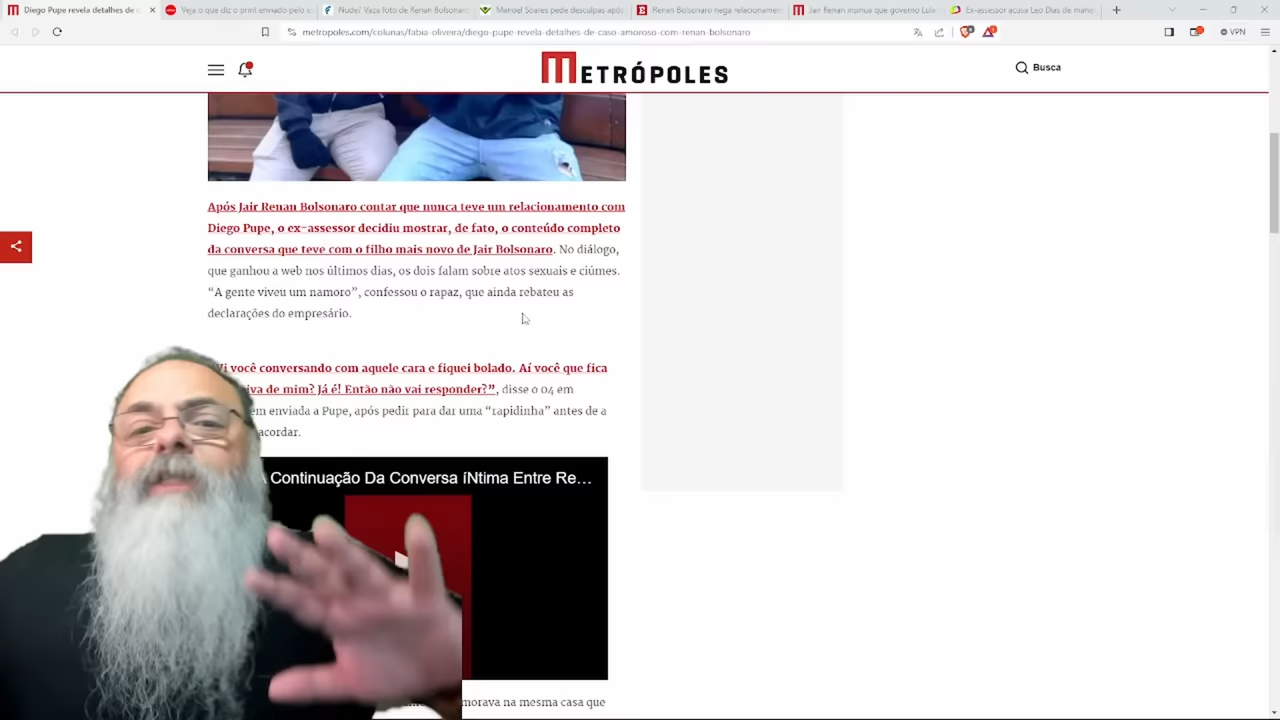 Diego Pupe revela detalhes de c
Veja o que diz o print enviado pelo e
Nude! Vaza foto de Renan Bolsonaro
Manoel Soares pede desculpas após
Renan Bolsonaro nega relacionamen
Jair Renan insinua que governo Lula
Ex-assessor acusa Leo Dias de manip
metropoles.com/colunas/fabia-oliveira/diego-pupe-revela-detalhes-de-caso-amoroso-com-renan-bolsonaro
VPN
METRÓPOLES
Busca
Após Jair Renan Bolsonaro contar que nunca teve um relacionamento com
Diego Pupe, o ex-assessor decidiu mostrar, de fato, o conteúdo completo
da conversa que teve com o filho mais novo de Jair Bolsonaro. No diálogo,
que ganhou a web nos últimos dias, os dois falam sobre atos sexuais e ciúmes.
“A gente viveu um namoro”, confessou o rapaz, que ainda rebateu as
declarações do empresário.
você conversando com aquele cara e fiquei bolado. Aí você que fica
de mim? Já é! Então não vai responder?”, disse o 04 em
enviada a Pupe, após pedir para dar uma “rapidinha” antes de a
acordar.
Continuação Da Conversa íNtima Entre Re...
morava na mesma casa que